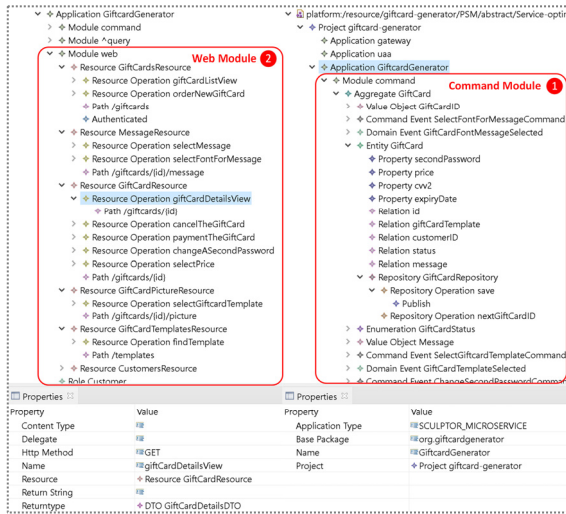 Application GiftcardGenerator
Module command
Module ^query
Module web
Web Module 2
Resource GiftCardsResource
Resource Operation giftCardListView
Resource Operation orderNewGiftCard
Path /giftcards
Authenticated
Resource MessageResource
Resource Operation selectMessage
Resource Operation selectFontForMessage
Path /giftcards/{id}/message
Resource GiftCardResource
Resource Operation giftCardDetailsView
Path /giftcards/{id}
Resource Operation cancelTheGiftCard
Resource Operation paymentTheGiftCard
Resource Operation changeASecondPassword
Resource Operation selectPrice
Path /giftcards/{id}
Resource GiftCardPictureResource
Resource Operation selectGiftcardTemplate
Path /giftcards/{id}/picture
Resource GiftCardTemplatesResource
Resource Operation findTemplate
Path /templates
Resource CustomersResource
Role Customer
platform:/resource/giftcard-generator/PSM/abstract/Service-optin
Project giftcard-generator
Application gateway
Application uaa
Application GiftcardGenerator
Module command
Command Module 1
Aggregate GiftCard
Value Object GiftCardID
Command Event SelectFontForMessageCommand
Domain Event GiftCardFontMessageSelected
Entity GiftCard
Property secondPassword
Property price
Property cvv2
Property expiryDate
Relation id
Relation giftCardTemplate
Relation customerID
Relation status
Relation message
Repository GiftCardRepository
Repository Operation save
Publish
Repository Operation nextGiftCardID
Enumeration GiftCardStatus
Value Object Message
Command Event SelectGiftcardTemplateCommand
Domain Event GiftCardTemplateSelected
Command Event ChangeSecondPasswordComman
Properties
Property Value
Content Type
Delegate
Http Method GET
Name giftCardDetailsView
Resource Resource GiftCardResource
Return String
Returntype DTO GiftCardDetailsDTO
Properties
Property Value
Application Type SCULPTOR_MICROSERVICE
Base Package org.giftcardgenerator
Name GiftcardGenerator
Project Project giftcard-generator